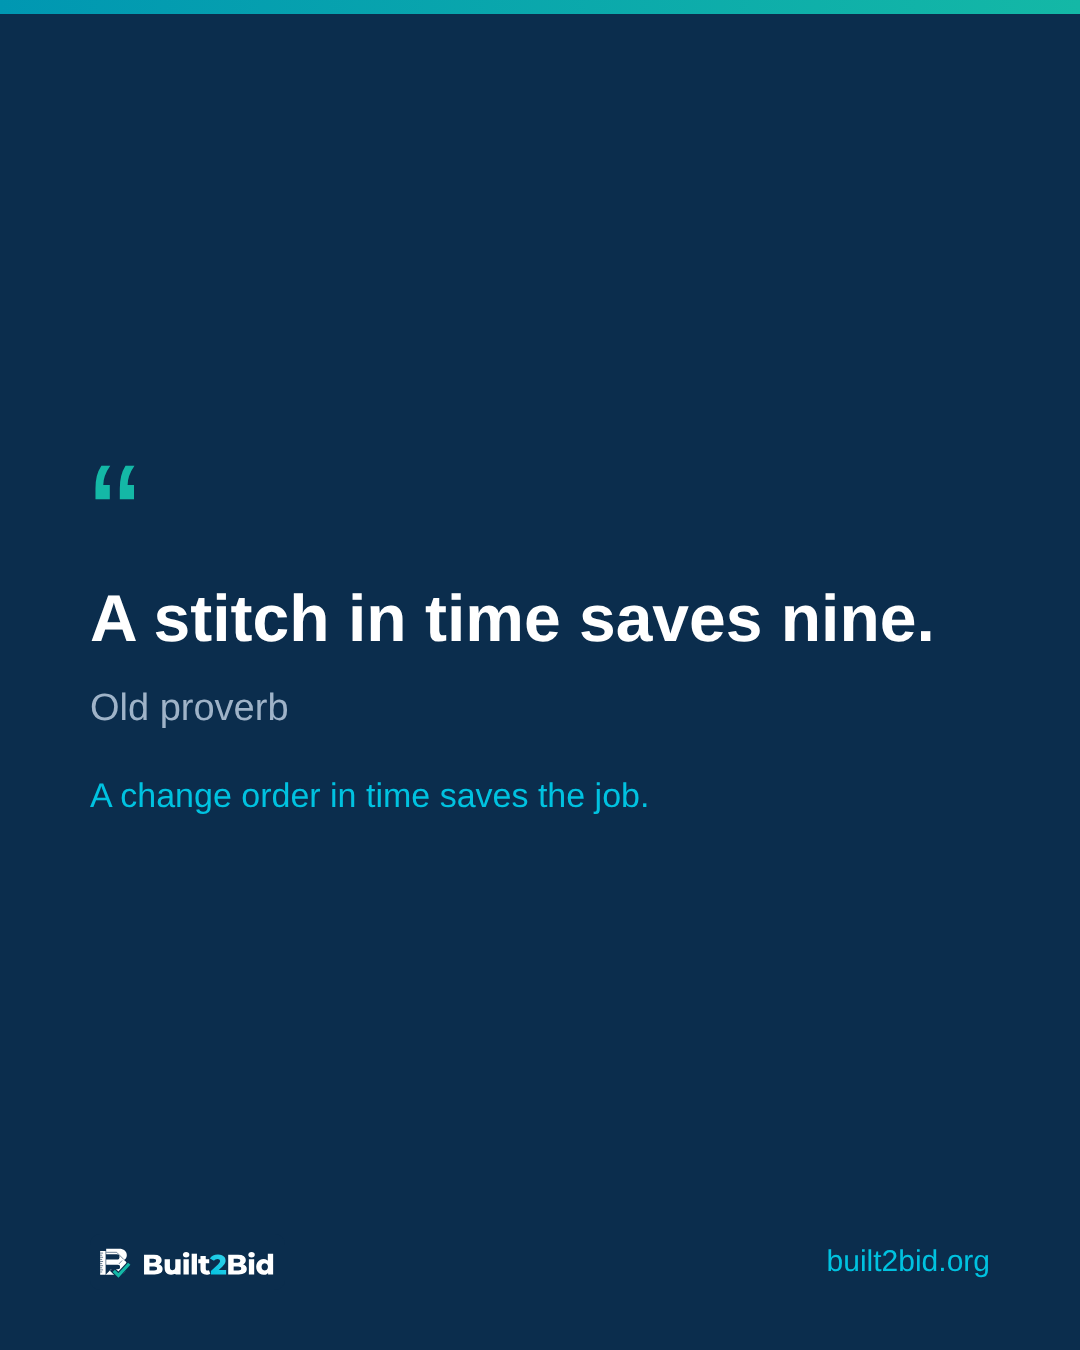 “
A stitch in time saves nine.
Old proverb
A change order in time saves the job.
Built2Bid
built2bid.org